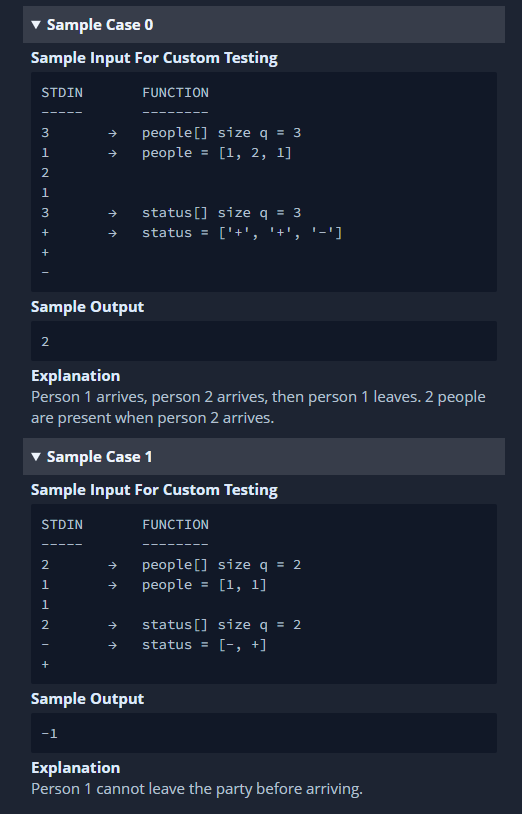 ▼ Sample Case 0
Sample Input For Custom Testing
STDIN       FUNCTION
-----       --------
3       →   people[] size q = 3
1       →   people = [1, 2, 1]
2
1
3       →   status[] size q = 3
+       →   status = ['+', '+', '-']
+
-
Sample Output
2
Explanation
Person 1 arrives, person 2 arrives, then person 1 leaves. 2 people
are present when person 2 arrives.
▼ Sample Case 1
Sample Input For Custom Testing
STDIN       FUNCTION
-----       --------
2       →   people[] size q = 2
1       →   people = [1, 1]
1
2       →   status[] size q = 2
-       →   status = [-, +]
+
Sample Output
-1
Explanation
Person 1 cannot leave the party before arriving.